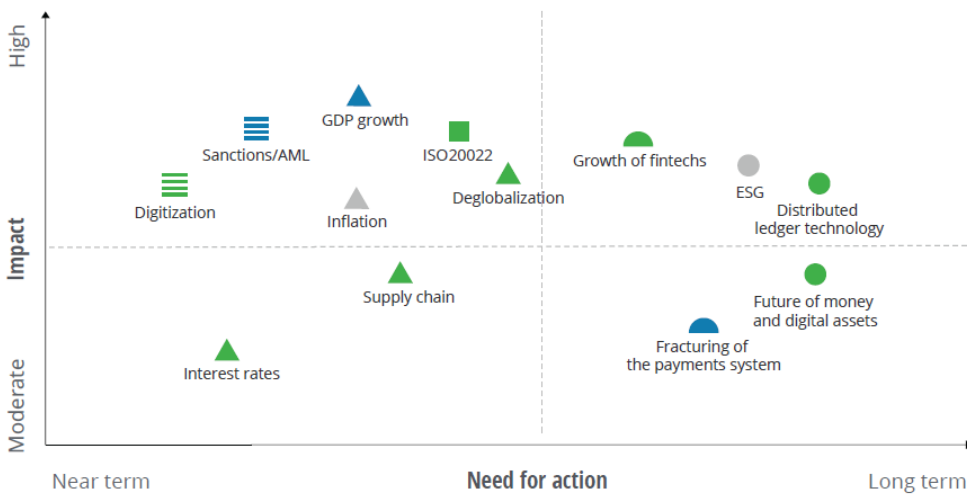 High
GDP growth
Sanctions/AML
ISO20022
Growth of fintechs
Digitization
Inflation
Deglobalization
ESG
Distributed
ledger technology
Impact
Supply chain
Future of money
and digital assets
Interest rates
Fracturing of
the payments system
Moderate
Near term
Need for action
Long term